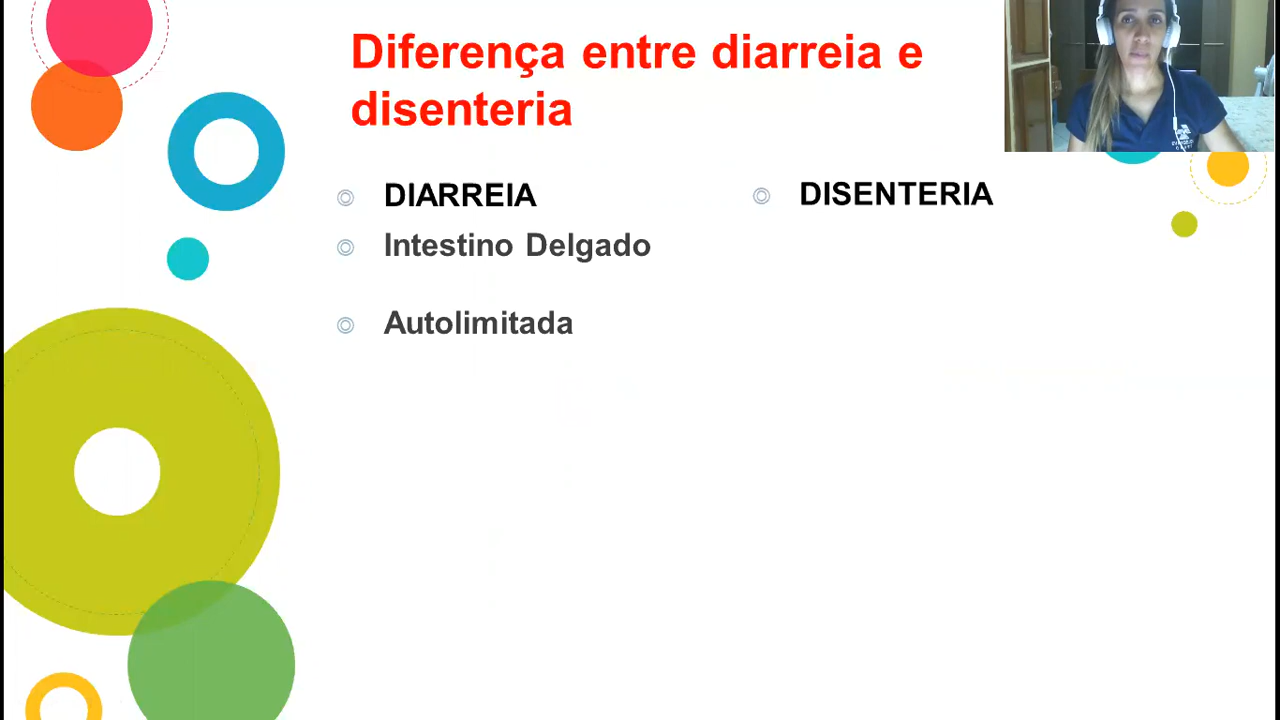 Diferença entre diarreia e
disenteria
DIARREIA
Intestino Delgado
Autolimitada
DISENTERIA